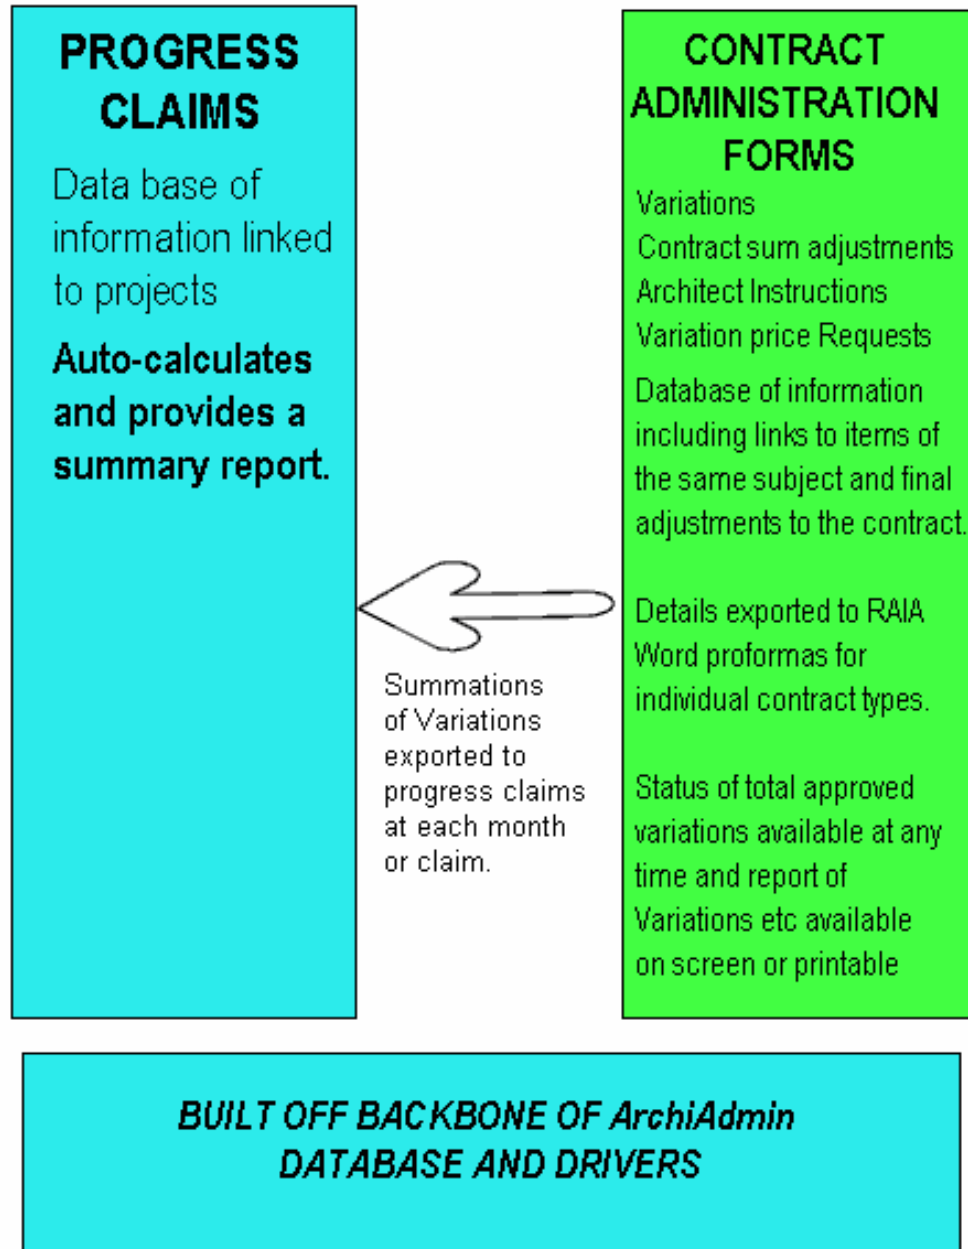 PROGRESS
CLAIMS
Data base of
information linked
to projects
Auto-calculates
and provides a
summary report.
Summations
of Variations
exported to
progress claims
at each month
or claim.
CONTRACT
ADMINISTRATION
FORMS
Variations
Contract sum adjustments
Architect Instructions
Variation price Requests
Database of information
including links to items of
the same subject and final
adjustments to the contract.
Details exported to RAIA
Word proformas for
individual contract types.
Status of total approved
variations available at any
time and report of
Variations etc available
on screen or printable
BUILT OFF BACKBONE OF ArchiAdmin
DATABASE AND DRIVERS